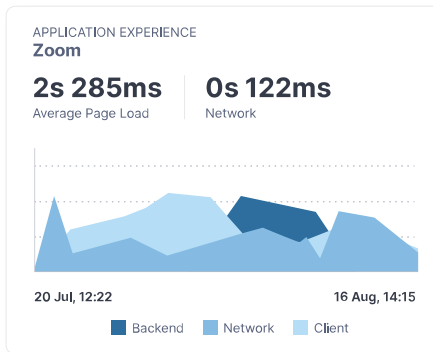 APPLICATION EXPERIENCE
Zoom
2s 285ms 0s 122ms
Average Page Load Network
20 Jul, 12:22 16 Aug, 14:15
Backend Network Client